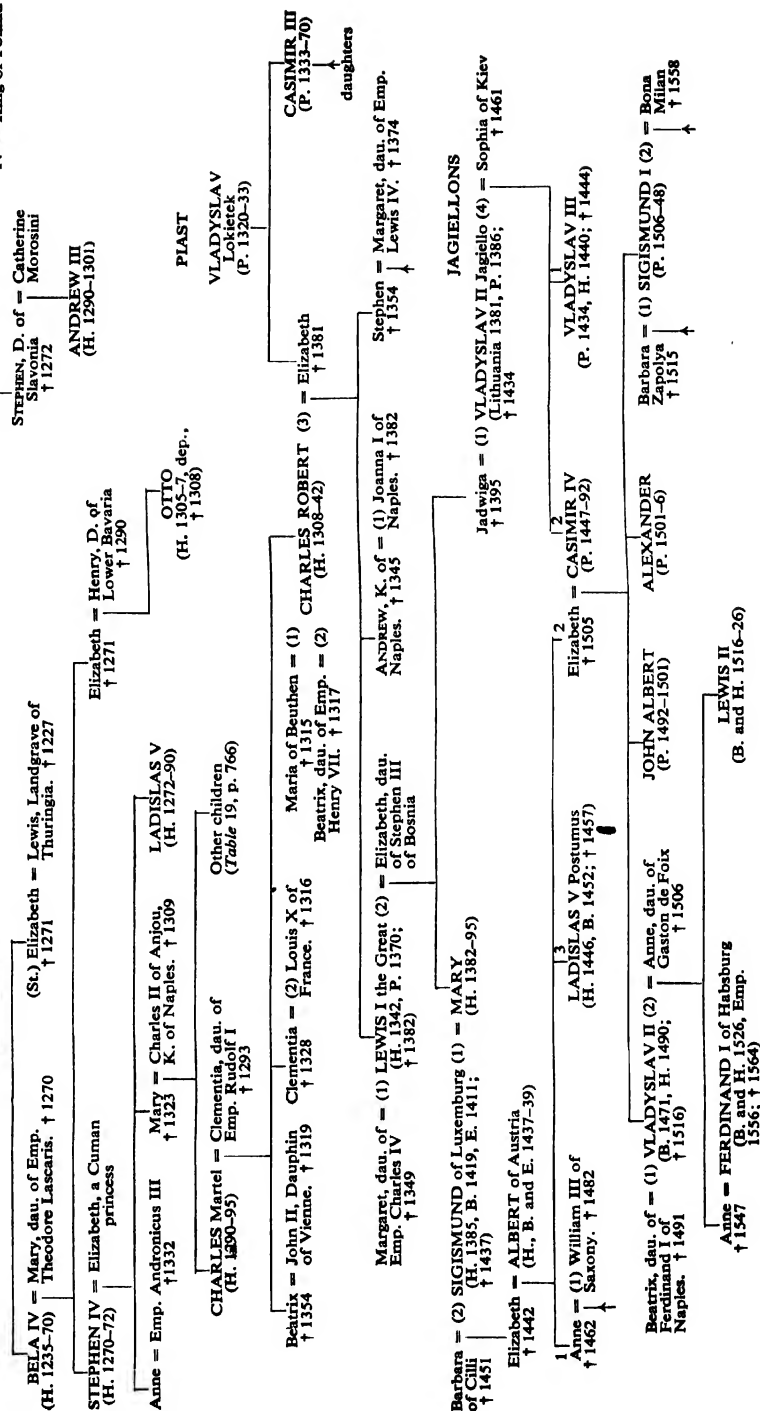 STEPHEN, D. of = Catherine
Slavonia Morosini
† 1272
ANDREW III
(H. 1290–1301)
BELA IV = Mary, dau. of Emp.
(H. 1235–70) Theodore Lascaris. † 1270
(St.) Elizabeth = Lewis, Landgrave of
† 1271 Thuringia. † 1227
STEPHEN IV = Elizabeth, a Cuman
(H. 1270–72) princess
Elizabeth = Henry, D. of
† 1271 Lower Bavaria
† 1290
OTTO
(H. 1305–7, dep.,
† 1308)
Anne = Emp. Andronicus III
†1332
Mary = Charles II of Anjou,
† 1323 K. of Naples. † 1309
LADISLAS V
(H. 1272–90)
PIAST
VLADYSLAV
Lokietek
(P. 1320–33)
CHARLES Martel = Clementia, dau. of
(H. 1290–95) Emp. Rudolf I
† 1293
Other children
(Table 19, p. 766)
CASIMIR III
(P. 1333–70)
daughters
Beatrix = John II, Dauphin
† 1354 of Vienne. † 1319
Clementia = (2) Louis X of
† 1328 France. † 1316
Maria of Beuthen = (1)
† 1315
Beatrix, dau. of Emp. = (2)
Henry VII. † 1317
CHARLES ROBERT (3) = Elizabeth
(H. 1308–42) † 1381
Margaret, dau. of = (1) LEWIS I the Great (2) = Elizabeth, dau.
Emp. Charles IV (H. 1342, P. 1370; of Stephen III
† 1349 † 1382) of Bosnia
ANDREW, K. of = (1) Joanna I of
Naples. † 1345 Naples. † 1382
Stephen = Margaret, dau. of Emp.
† 1354 Lewis IV. † 1374
JAGIELLONS
Barbara = (2) SIGISMUND of Luxemburg (1) = MARY
of Cilli (H. 1385, B. 1419, E. 1411; (H. 1382–95)
† 1451 † 1437)
Jadwiga = (1) VLADYSLAV II Jagiello (4) = Sophia of Kiev
† 1395 (Lithuania 1381, P. 1386; † 1461
† 1434
Elizabeth = ALBERT of Austria
† 1442 (H., B. and E. 1437–39)
1 3 2 2 1
Anne = (1) William III of
† 1462 Saxony. † 1482
LADISLAS V Postumus
(H. 1446, B. 1452; † 1457)
Elizabeth = CASIMIR IV
† 1505 (P. 1447–92)
VLADYSLAV III
(P. 1434, H. 1440; † 1444)
Beatrix, dau. of = (1) VLADYSLAV II (2) = Anne, dau. of
Ferdinand I of (B. 1471, H. 1490; Gaston de Foix
Naples. † 1491 † 1516) † 1506
JOHN ALBERT
(P. 1492–1501)
ALEXANDER
(P. 1501–6)
Barbara = (1) SIGISMUND I (2) = Bona
Zapolya (P. 1506–48) Milan
† 1515 † 1558
Anne = FERDINAND I of Habsburg
† 1547 (B. and H. 1526, Emp.
1556; † 1564)
LEWIS II
(B. and H. 1516–26)